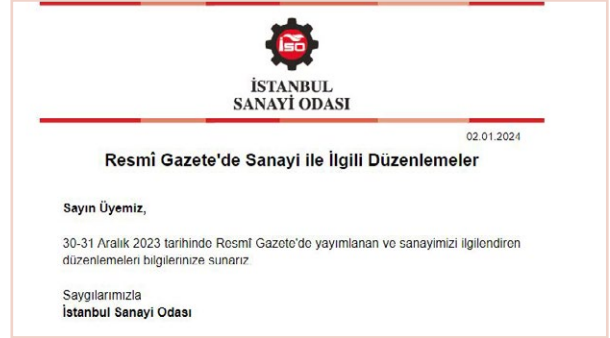 İSO
İSTANBUL
SANAYİ ODASI
02.01.2024
Resmî Gazete'de Sanayi ile İlgili Düzenlemeler
Sayın Üyemiz,
30-31 Aralık 2023 tarihinde Resmî Gazete'de yayımlanan ve sanayimizi ilgilendiren
düzenlemeleri bilgilerinize sunarız.
Saygılarımızla
İstanbul Sanayi Odası